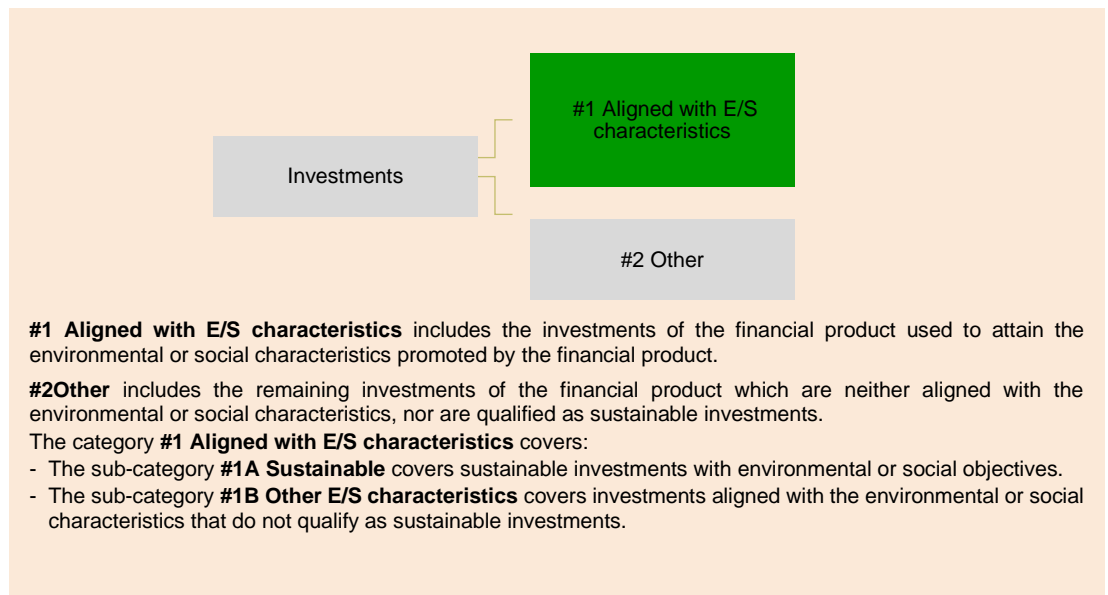 #1 Aligned with E/S
characteristics
Investments
#2 Other
#1 Aligned with E/S characteristics includes the investments of the financial product used to attain the
environmental or social characteristics promoted by the financial product.
#2Other includes the remaining investments of the financial product which are neither aligned with the
environmental or social characteristics, nor are qualified as sustainable investments.
The category #1 Aligned with E/S characteristics covers:
- The sub-category #1A Sustainable covers sustainable investments with environmental or social objectives.
- The sub-category #1B Other E/S characteristics covers investments aligned with the environmental or social
characteristics that do not qualify as sustainable investments.